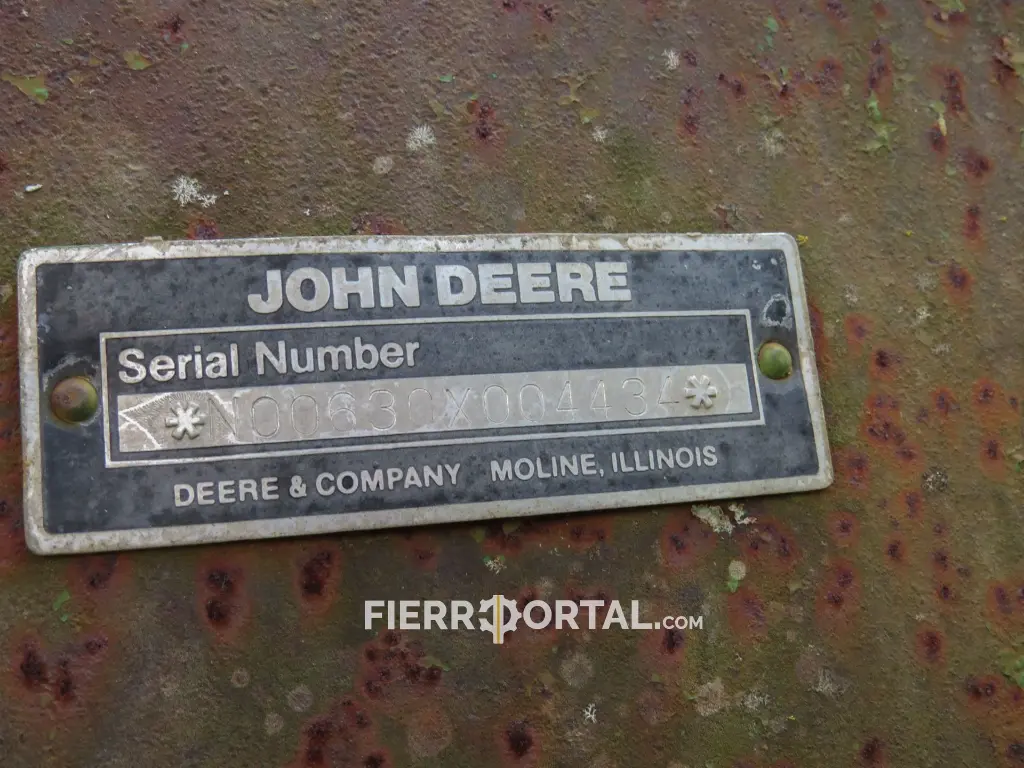 JOHN DEERE
Serial Number
*N00630X004434*
DEERE & COMPANY MOLINE, ILLINOIS
FIERROPORTAL.COM